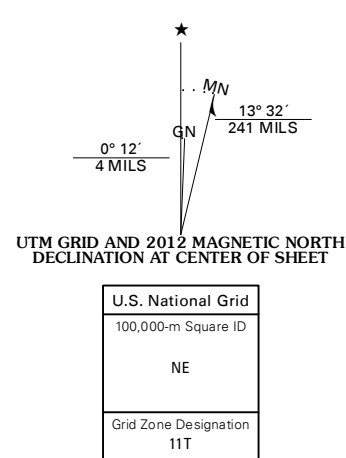 ★
MN
GN
13° 32´
241 MILS
0° 12´
4 MILS
UTM GRID AND 2012 MAGNETIC NORTH
DECLINATION AT CENTER OF SHEET
U.S. National Grid
100,000-m Square ID
NE
Grid Zone Designation
11T